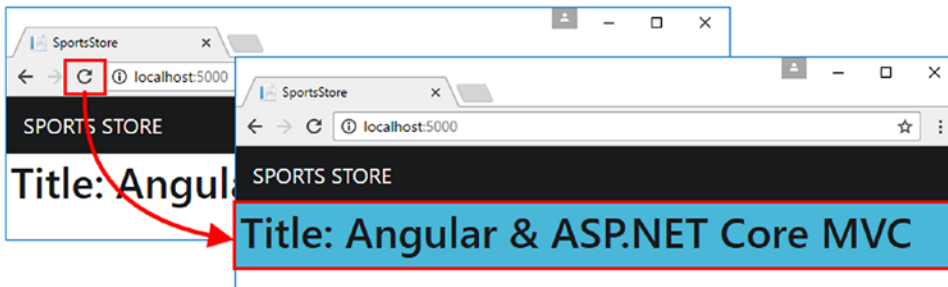 SportsStore
localhost:5000
SPORTS STORE
Title: Angula
SportsStore
localhost:5000
SPORTS STORE
Title: Angular & ASP.NET Core MVC